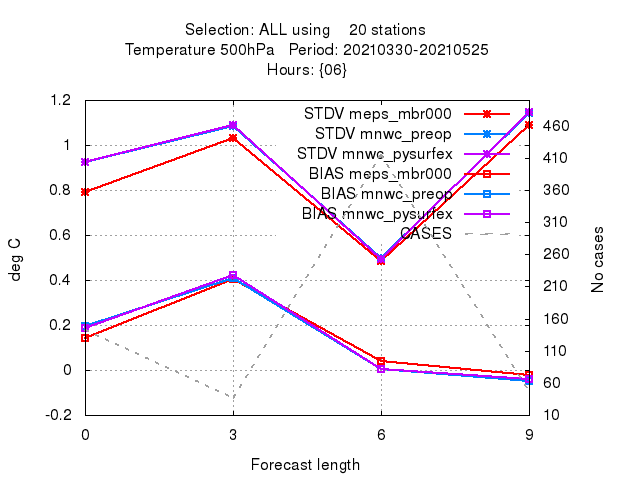 Selection: ALL using 20 stations
Temperature 500hPa Period: 20210330-20210525
Hours: {06}
1.2
1
0.8
0.6
0.4
0.2
0
-0.2
deg C
STDV meps_mbr000
STDV mnwc_preop
STDV mnwc_pysurfex
BIAS meps_mbr000
BIAS mnwc_preop
BIAS mnwc_pysurfex
CASES
460
410
360
310
260
210
160
110
60
10
No cases
0 3 6 9
Forecast length